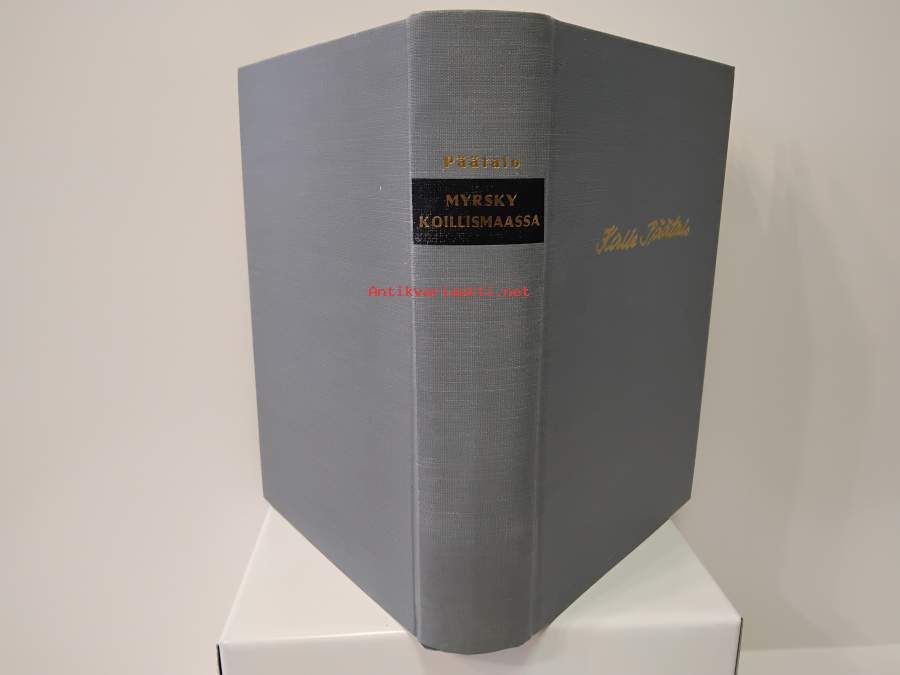 Päätalo
MYRSKY
KOILLISMAASSA
Kalle Päätalo
Antikvariaatti.net